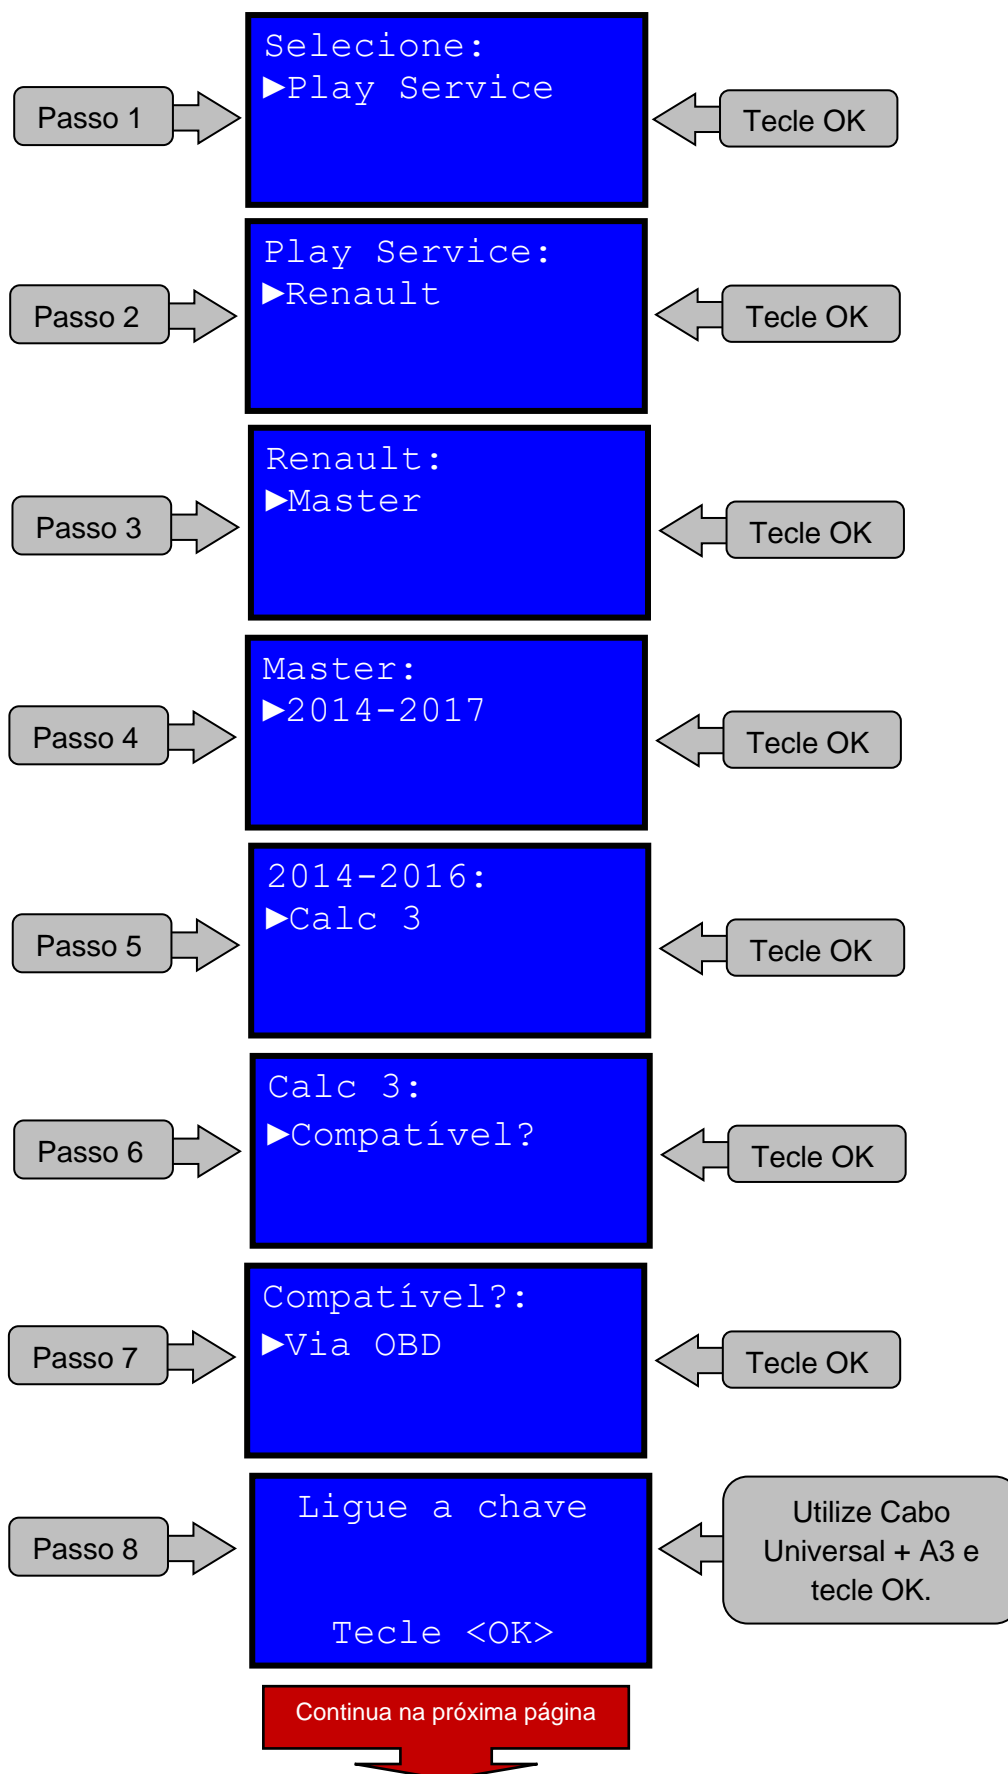 Selecione:
Passo 1
►Play Service
Tecle OK
Play Service:
Passo 2
►Renault
Tecle OK
Renault:
Passo 3
►Master
Tecle OK
Master:
Passo 4
►2014-2017
Tecle OK
2014-2016:
Passo 5
►Calc 3
Tecle OK
Calc 3:
Passo 6
►Compatível?
Tecle OK
Compatível?:
Passo 7
►Via OBD
Tecle OK
Passo 8
Ligue a chave
Tecle <OK>
Utilize Cabo
Universal + A3 e
tecle OK.
Continua na próxima página